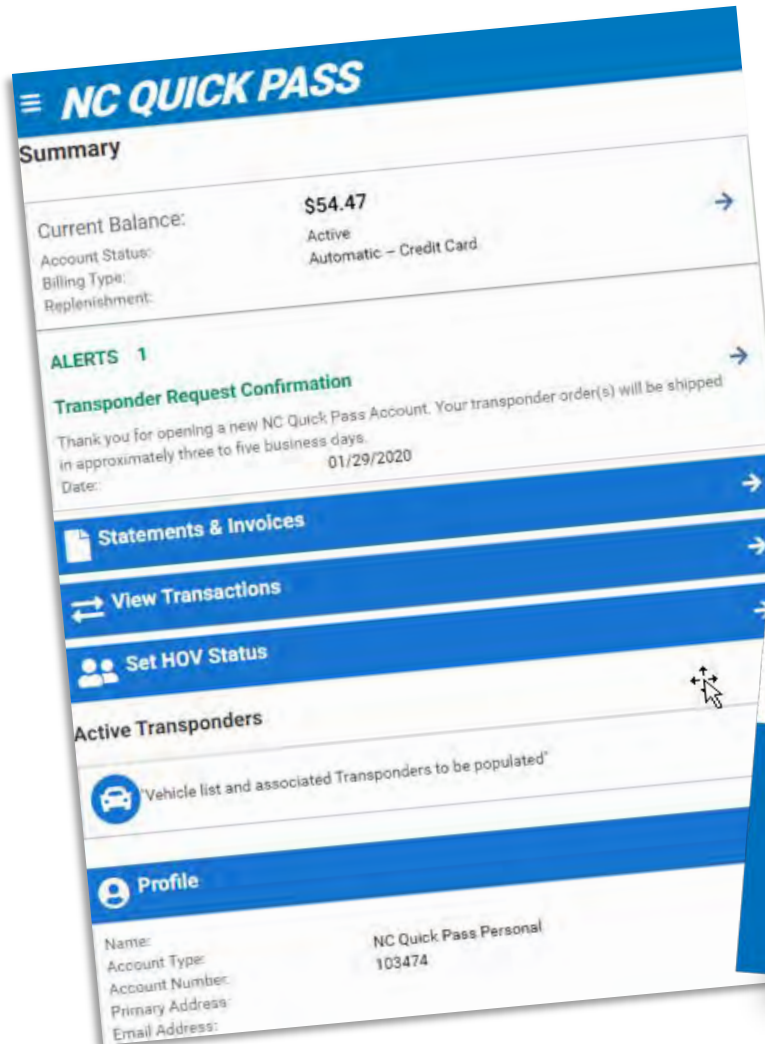 NC QUICK PASS
Summary
Current Balance: $54.47
Account Status: Active
Billing Type: Automatic – Credit Card
Replenishment:
ALERTS 1
Transponder Request Confirmation
Thank you for opening a new NC Quick Pass Account. Your transponder order(s) will be shipped
in approximately three to five business days.
Date: 01/29/2020
Statements & Invoices
View Transactions
Set HOV Status
Active Transponders
"Vehicle list and associated Transponders to be populated"
Profile
Name:
Account Type: NC Quick Pass Personal
Account Number: 103474
Primary Address:
Email Address: